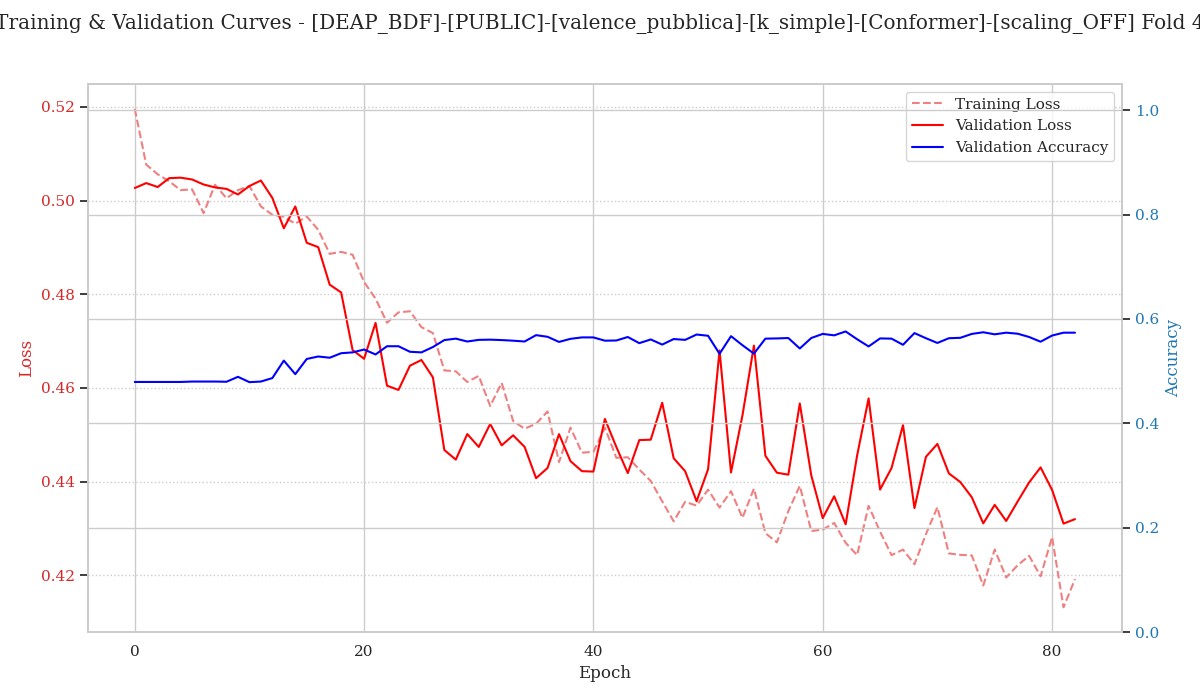 Training & Validation Curves - [DEAP_BDF]-[PUBLIC]-[valence_pubblica]-[k_simple]-[Conformer]-[scaling_OFF] Fold 4
Training Loss
Validation Loss
Validation Accuracy
0.52
0.50
0.48
0.46
0.44
0.42
Loss
1.0
0.8
0.6
0.4
0.2
0.0
Accuracy
0
20
40
60
80
Epoch